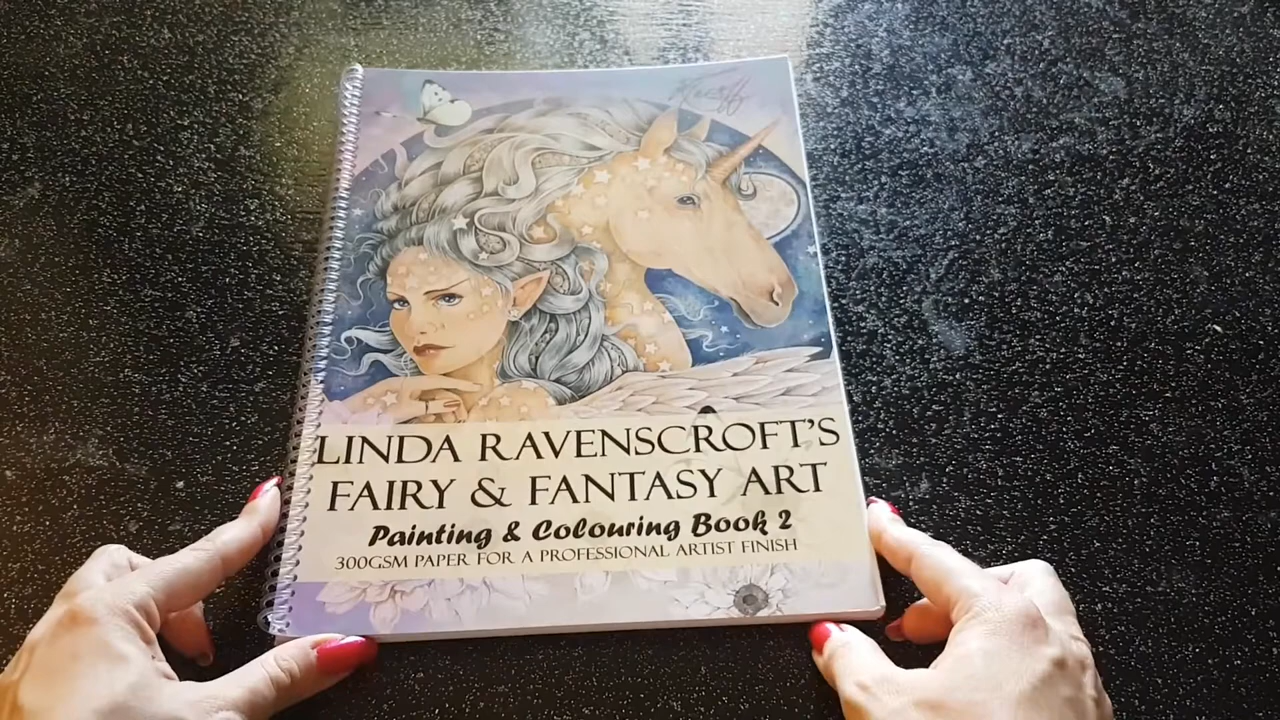 LINDA RAVENSCROFT'S
FAIRY & FANTASY ART
Painting & Colouring Book 2
300GSM PAPER FOR A PROFESSIONAL ARTIST FINISH